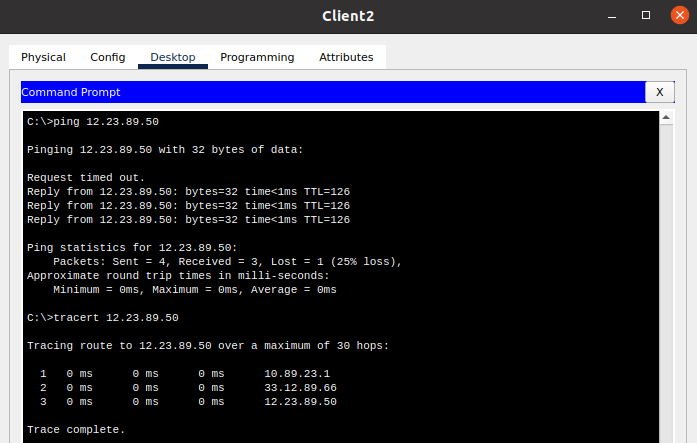 Client2
Physical Config Desktop Programming Attributes
Command Prompt X
C:\>ping 12.23.89.50
Pinging 12.23.89.50 with 32 bytes of data:
Request timed out.
Reply from 12.23.89.50: bytes=32 time<1ms TTL=126
Reply from 12.23.89.50: bytes=32 time<1ms TTL=126
Reply from 12.23.89.50: bytes=32 time<1ms TTL=126
Ping statistics for 12.23.89.50:
Packets: Sent = 4, Received = 3, Lost = 1 (25% loss),
Approximate round trip times in milli-seconds:
Minimum = 0ms, Maximum = 0ms, Average = 0ms
C:\>tracert 12.23.89.50
Tracing route to 12.23.89.50 over a maximum of 30 hops:
1 0 ms 0 ms 0 ms 10.89.23.1
2 0 ms 0 ms 0 ms 33.12.89.66
3 0 ms 0 ms 0 ms 12.23.89.50
Trace complete.